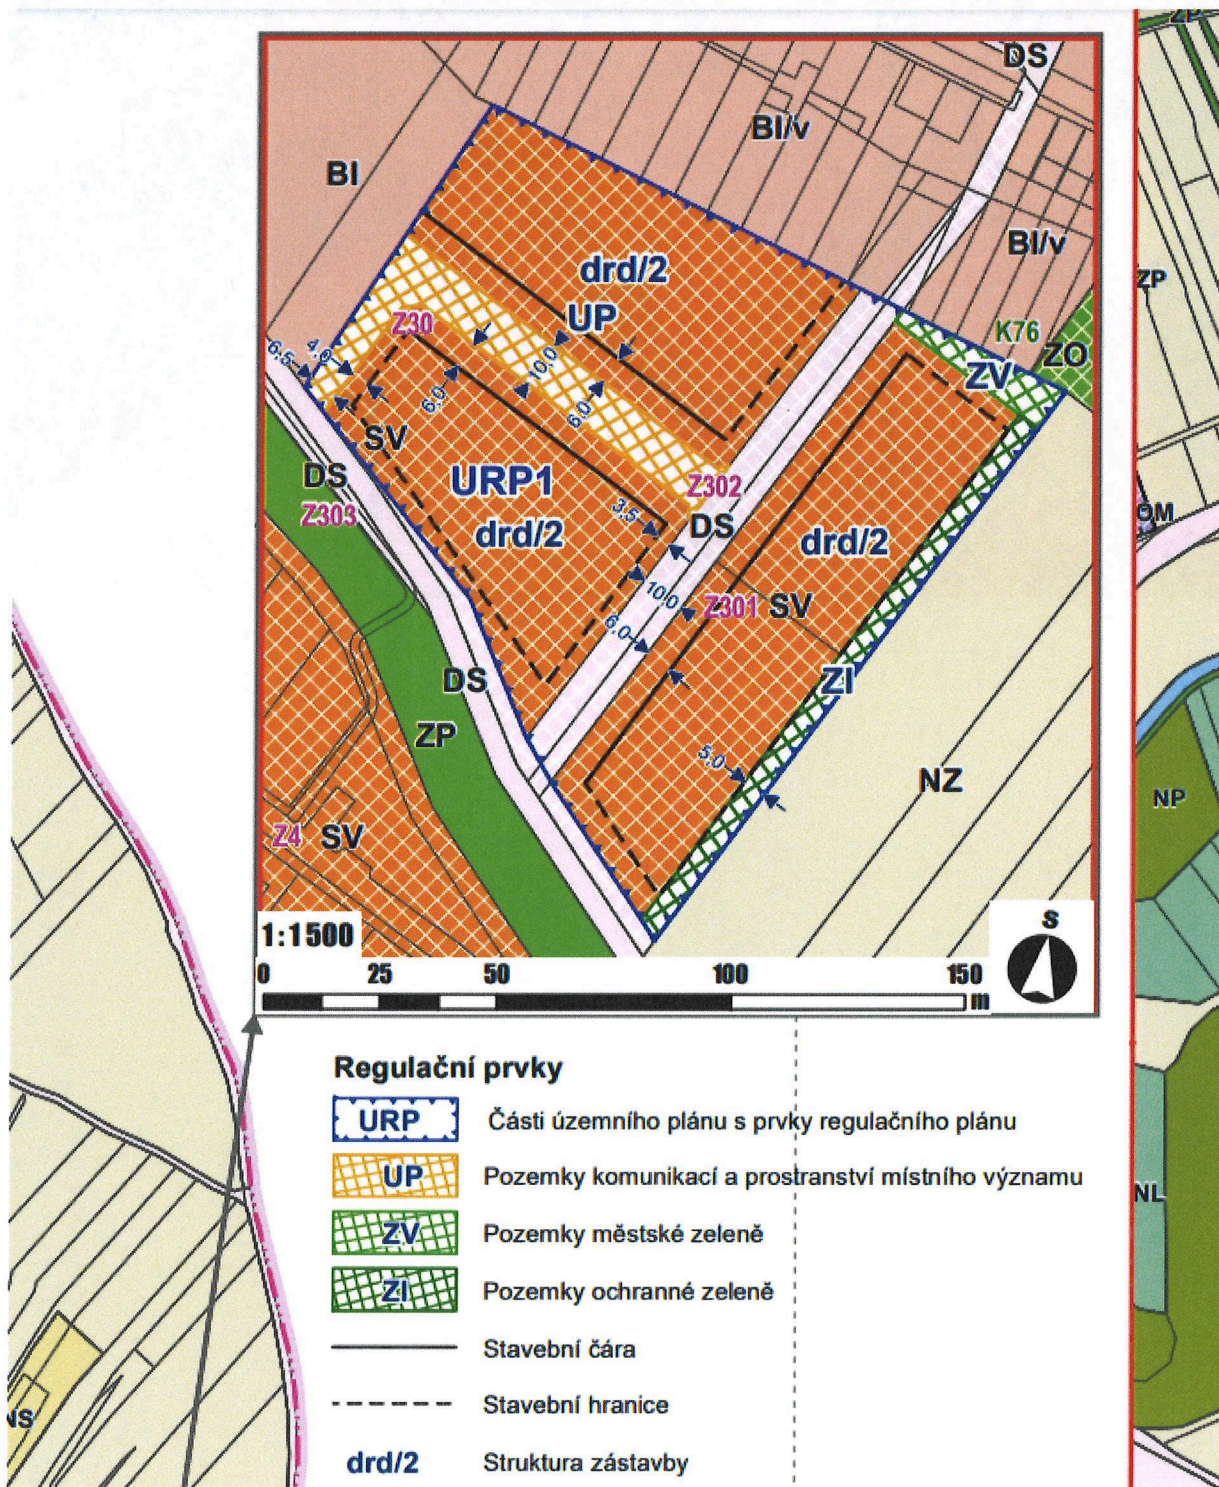 ZP
DS
BI/v
BI
BI/v
drd/2
ZP
UP
Z30
K76
ZO
6,5
4,0
10,0
ZV
6,0
6,0
SV
DS
URP1
Z302
OM
Z303
3,5
DS
drd/2
drd/2
10,0
Z301
SV
6,0
DS
ZI
ZP
5,0
NZ
NP
Z4
SV
1:1500
S
0
25
50
100
150
m
Regulační prvky
URP Části územního plánu s prvky regulačního plánu
UP Pozemky komunikací a prostranství místního významu
ZV Pozemky městské zeleně
NL
ZI Pozemky ochranné zeleně
Stavební čára
Stavební hranice
NS
drd/2 Struktura zástavby